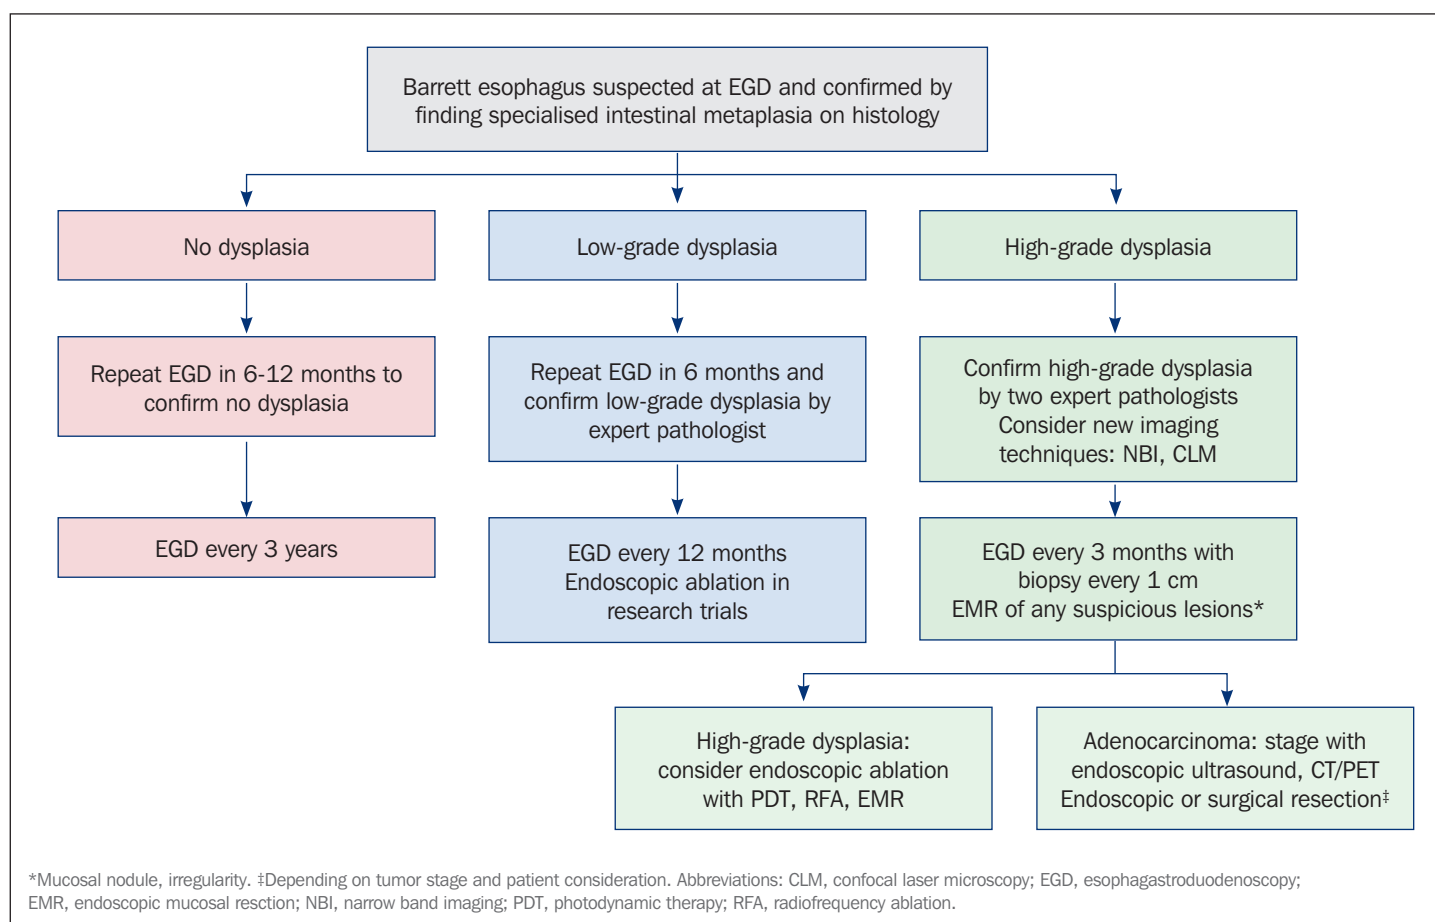 Barrett esophagus suspected at EGD and confirmed by
finding specialised intestinal metaplasia on histology
No dysplasia
Low-grade dysplasia
High-grade dysplasia
Repeat EGD in 6-12 months to
confirm no dysplasia
Repeat EGD in 6 months and
confirm low-grade dysplasia by
expert pathologist
Confirm high-grade dysplasia
by two expert pathologists
Consider new imaging
techniques: NBI, CLM
EGD every 3 years
EGD every 12 months
Endoscopic ablation in
research trials
EGD every 3 months with
biopsy every 1 cm
EMR of any suspicious lesions*
High-grade dysplasia:
consider endoscopic ablation
with PDT, RFA, EMR
Adenocarcinoma: stage with
endoscopic ultrasound, CT/PET
Endoscopic or surgical resection‡
*Mucosal nodule, irregularity. ‡Depending on tumor stage and patient consideration. Abbreviations: CLM, confocal laser microscopy; EGD, esophagastroduodenoscopy;
EMR, endoscopic mucosal resction; NBI, narrow band imaging; PDT, photodynamic therapy; RFA, radiofrequency ablation.